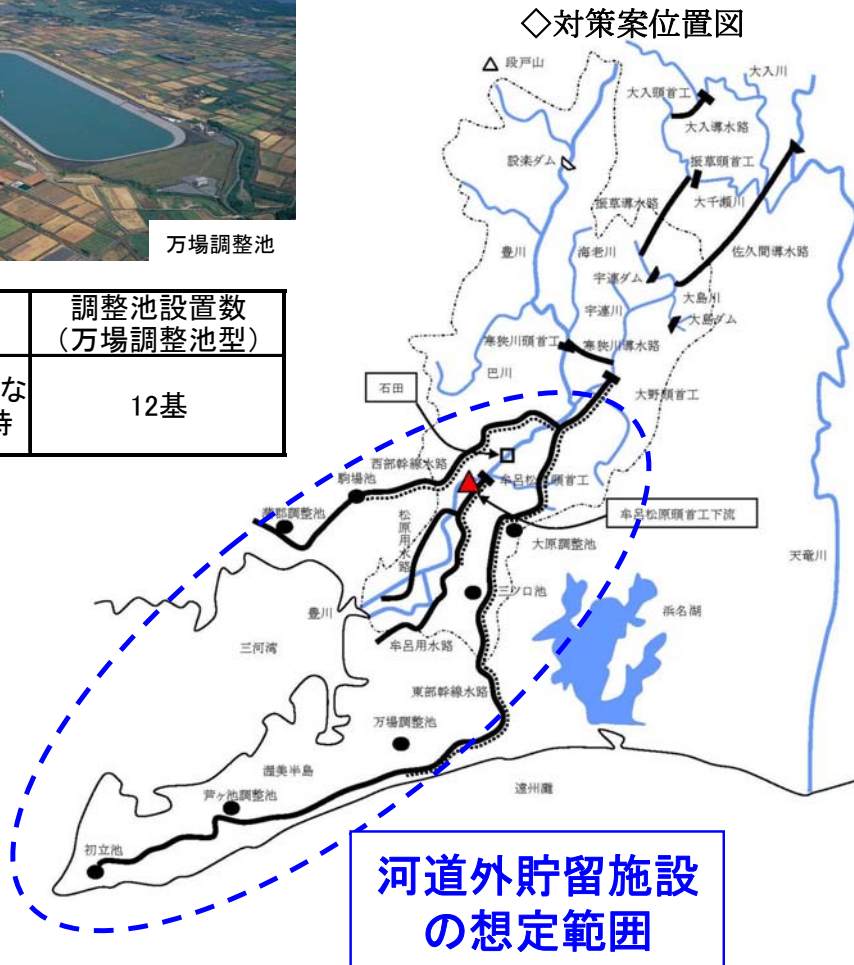 ◇対策案位置図
万場調整池
調整池設置数
(万場調整池型)
な
時
12基
段戸山
大入川
大入頭首工
大入導水路
設楽ダム
振草頭首工
振草導水路
大千瀬川
豊川
海老川
佐久間導水路
宇連ダム
大島川
宇連川
大島ダム
寒狭川頭首工
寒狭川導水路
巴川
石田
大野頭首工
西部幹線水路
駒場池
牟呂松原頭首工
蒲郡調整池
松原用水路
牟呂松原頭首工下流
大原調整池
天竜川
三ツ口池
豊川
浜名湖
三河湾
牟呂用水路
東部幹線水路
万場調整池
渥美半島
芦ヶ池調整池
遠州灘
初立池
河道外貯留施設
の想定範囲